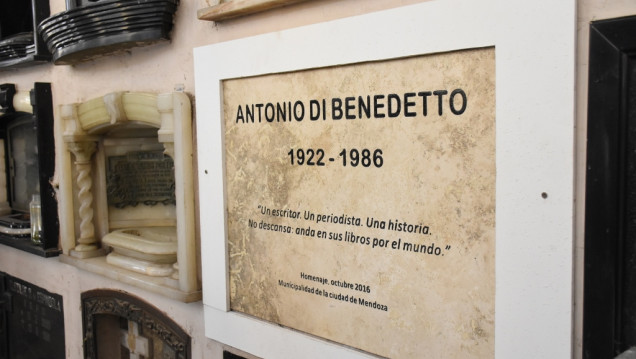 ANTONIO DI BENEDETTO
1922 - 1986
"Un escritor. Un periodista. Una historia.
No descansa: anda en sus libros por el mundo."
Homenaje, octubre 2016
Municipalidad de la ciudad de Mendoza